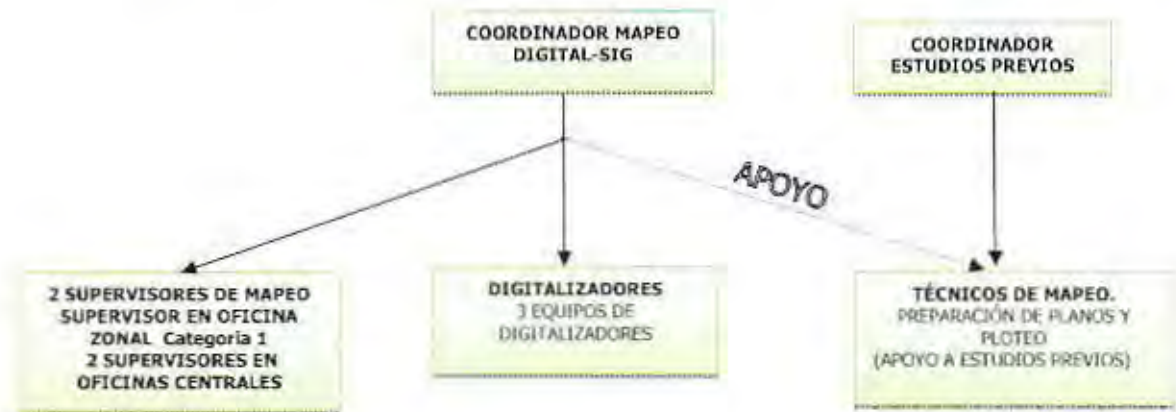 COORDINADOR MAPEO
DIGITAL-SIG
COORDINADOR
ESTUDIOS PREVIOS
APOYO
2 SUPERVISORES DE MAPEO
SUPERVISOR EN OFICINA
ZONAL Categoria 1
2 SUPERVISORES EN
OFICINAS CENTRALES
DIGITALIZADORES
3 EQUIPOS DE
DIGITALIZADORES
TÉCNICOS DE MAPEO.
PREPARACIÓN DE PLANOS Y
PLOTEO
(APOYO A ESTUDIOS PREVIOS)